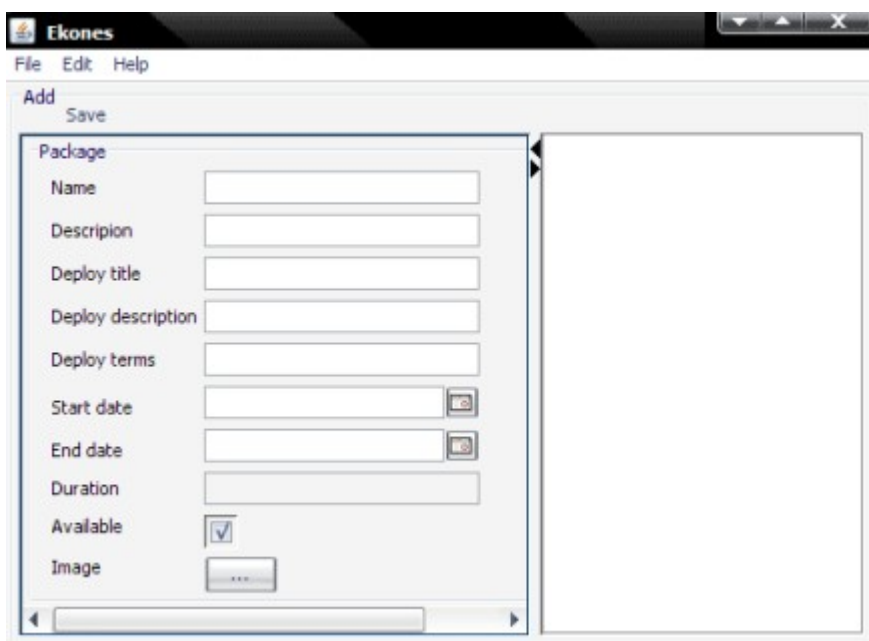 Ekones
File Edit Help
Add
Save
Package
Name
Descripion
Deploy title
Deploy description
Deploy terms
Start date
End date
Duration
Available
Image
...